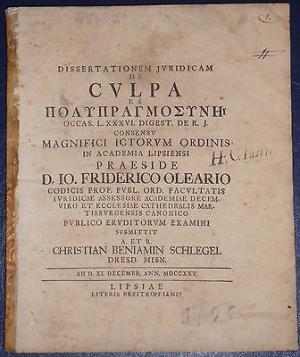 DISSERTATIONEM JVRIDICAM
DE
CVLPA
EX
ΠΟΛΥΠΡΑΓΜΟΣΥΝΗι
OCCAS. L.XXXVI. DIGEST. DE R. J.
CONSENSV
MAGNIFICI ICTORVM ORDINIS
IN ACADEMIA LIPSIENSI
PRAESIDE
D. IO. FRIDERICO OLEARIO
CODICIS PROF. PVBL. ORD. FACVLTATIS
IVRIDICAE ASSESSORE ACADEMIAE DECEM-
VIRO ET ECCLESIAE CATHEDRALIS MAR-
TISBVRGENSIS CANONICO
PVBLICO ERVDITORVM EXAMINI
SVBMITTIT
A. ET R.
CHRISTIAN BENIAMIN SCHLEGEL
DRESD. MISN.
AD D. XI. DECEMBR. ANN. MDCCXXV.
LIPSIAE
LITERIS BREITKOPFIANIS.